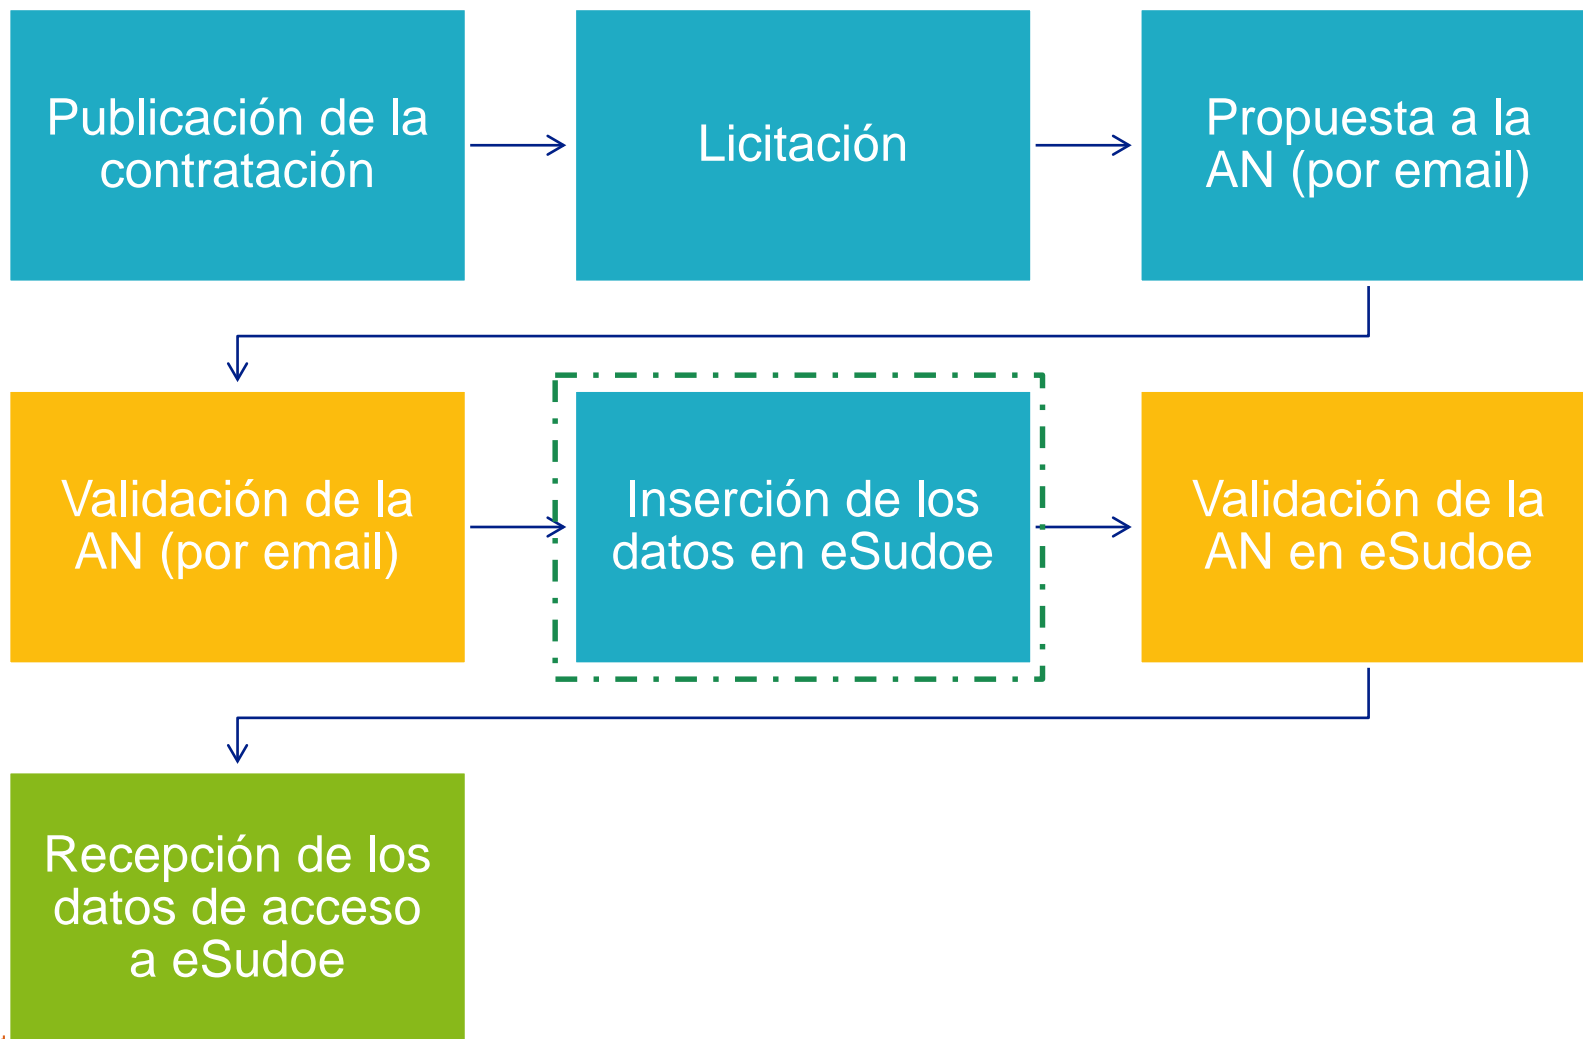 Publicación de la
contratación
Licitación
Propuesta a la
AN (por email)
Validación de la
AN (por email)
Inserción de los
datos en eSudoe
Validación de la
AN en eSudoe
Recepción de los
datos de acceso
a eSudoe